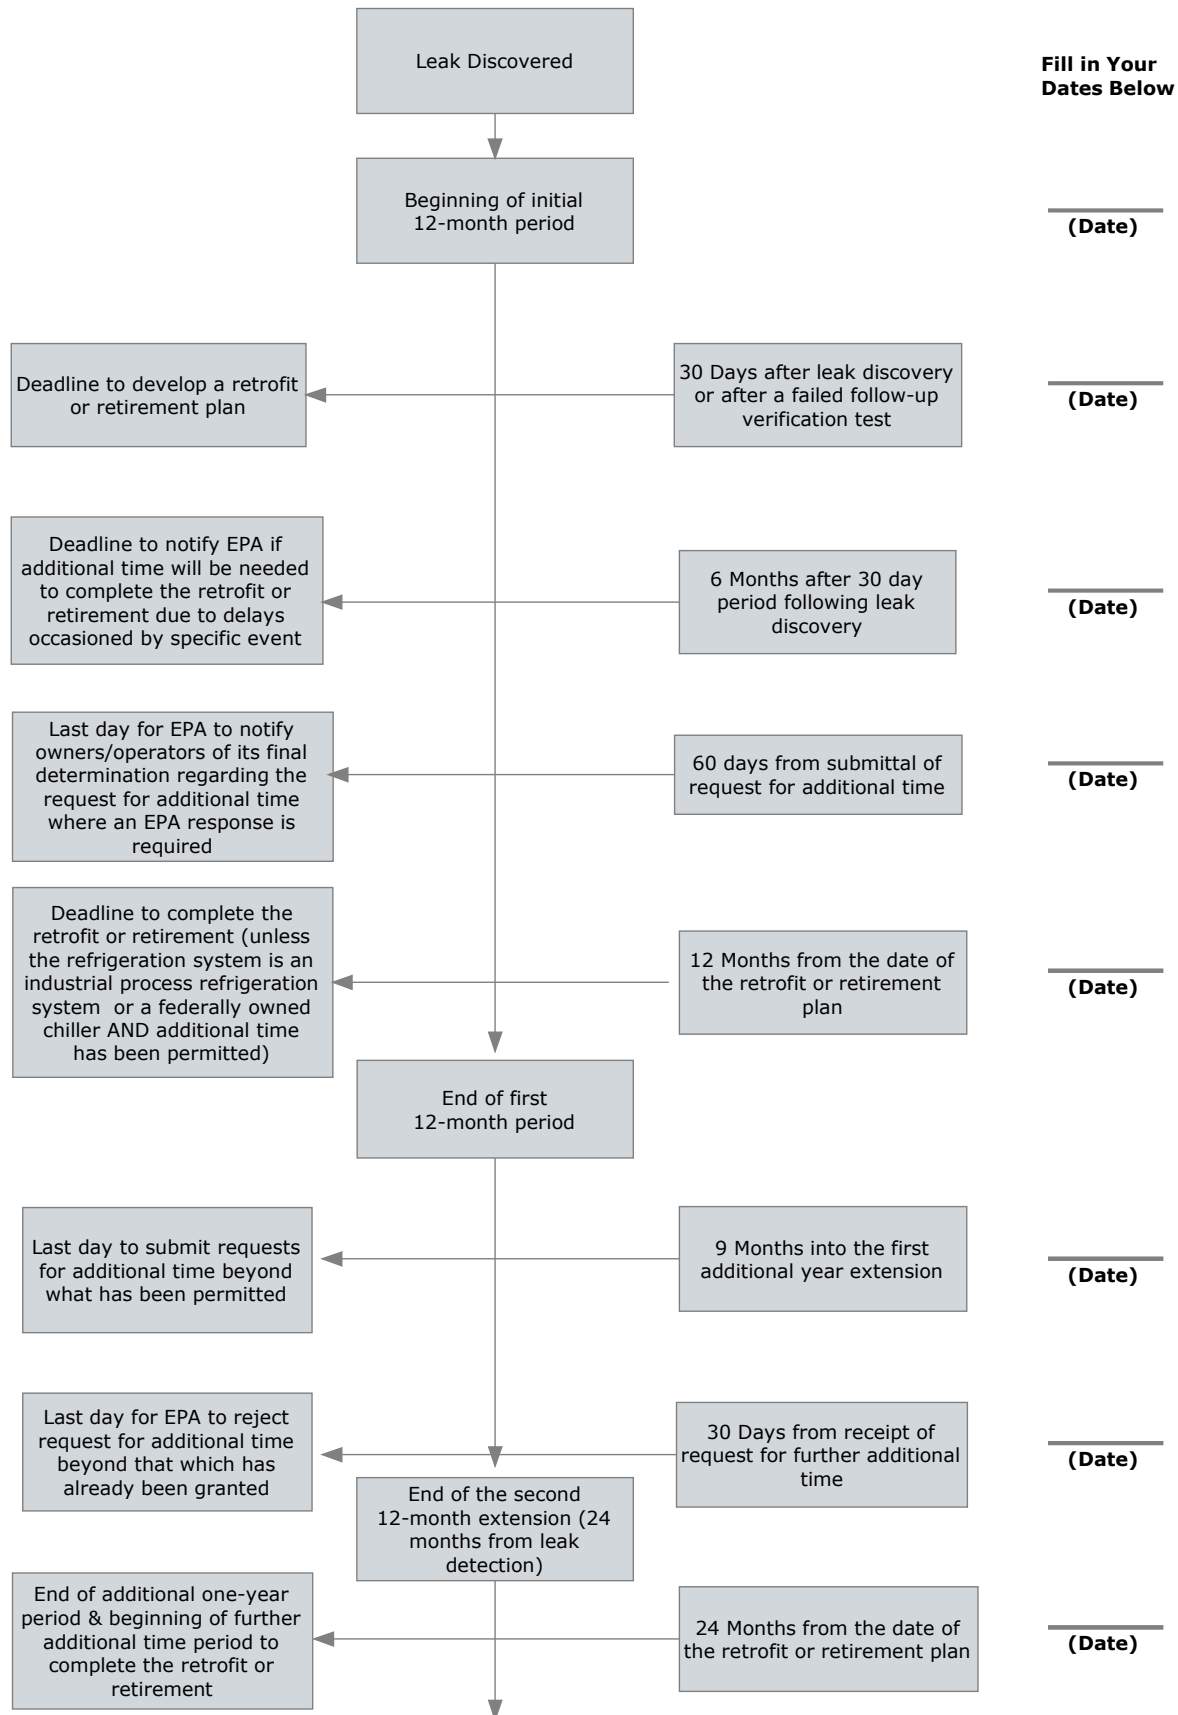 Leak Discovered
Fill in Your
Dates Below
Beginning of initial
12-month period
(Date)
Deadline to develop a retrofit
or retirement plan
30 Days after leak discovery
or after a failed follow-up
verification test
(Date)
Deadline to notify EPA if
additional time will be needed
to complete the retrofit or
retirement due to delays
occasioned by specific event
6 Months after 30 day
period following leak
discovery
(Date)
Last day for EPA to notify
owners/operators of its final
determination regarding the
request for additional time
where an EPA response is
required
60 days from submittal of
request for additional time
(Date)
Deadline to complete the
retrofit or retirement (unless
the refrigeration system is an
industrial process refrigeration
system or a federally owned
chiller AND additional time
has been permitted)
12 Months from the date of
the retrofit or retirement
plan
(Date)
End of first
12-month period
Last day to submit requests
for additional time beyond
what has been permitted
9 Months into the first
additional year extension
(Date)
Last day for EPA to reject
request for additional time
beyond that which has
already been granted
30 Days from receipt of
request for further additional
time
(Date)
End of the second
12-month extension (24
months from leak
detection)
End of additional one-year
period & beginning of further
additional time period to
complete the retrofit or
retirement
24 Months from the date of
the retrofit or retirement plan
(Date)